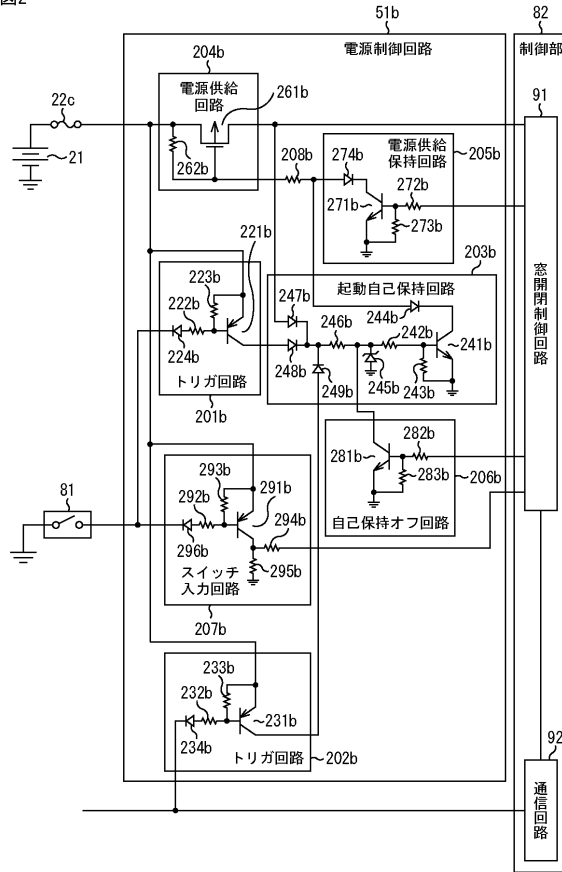 図2
51b
82
電源制御回路
制御部
204b
電源供給
回路
261b
91
22c
262b
208b
274b
電源供給
保持回路
205b
272b
21
271b
273b
221b
203b
223b
起動自己保持回路
222b
247b
244b
246b
242b
241b
224b
248b
245b
243b
249b
トリガ回路
201b
窓開閉制御回路
282b
281b
283b
206b
293b
291b
81
292b
294b
自己保持オフ回路
296b
295b
スイッチ
入力回路
207b
233b
232b
231b
234b
トリガ回路
202b
92
通信回路